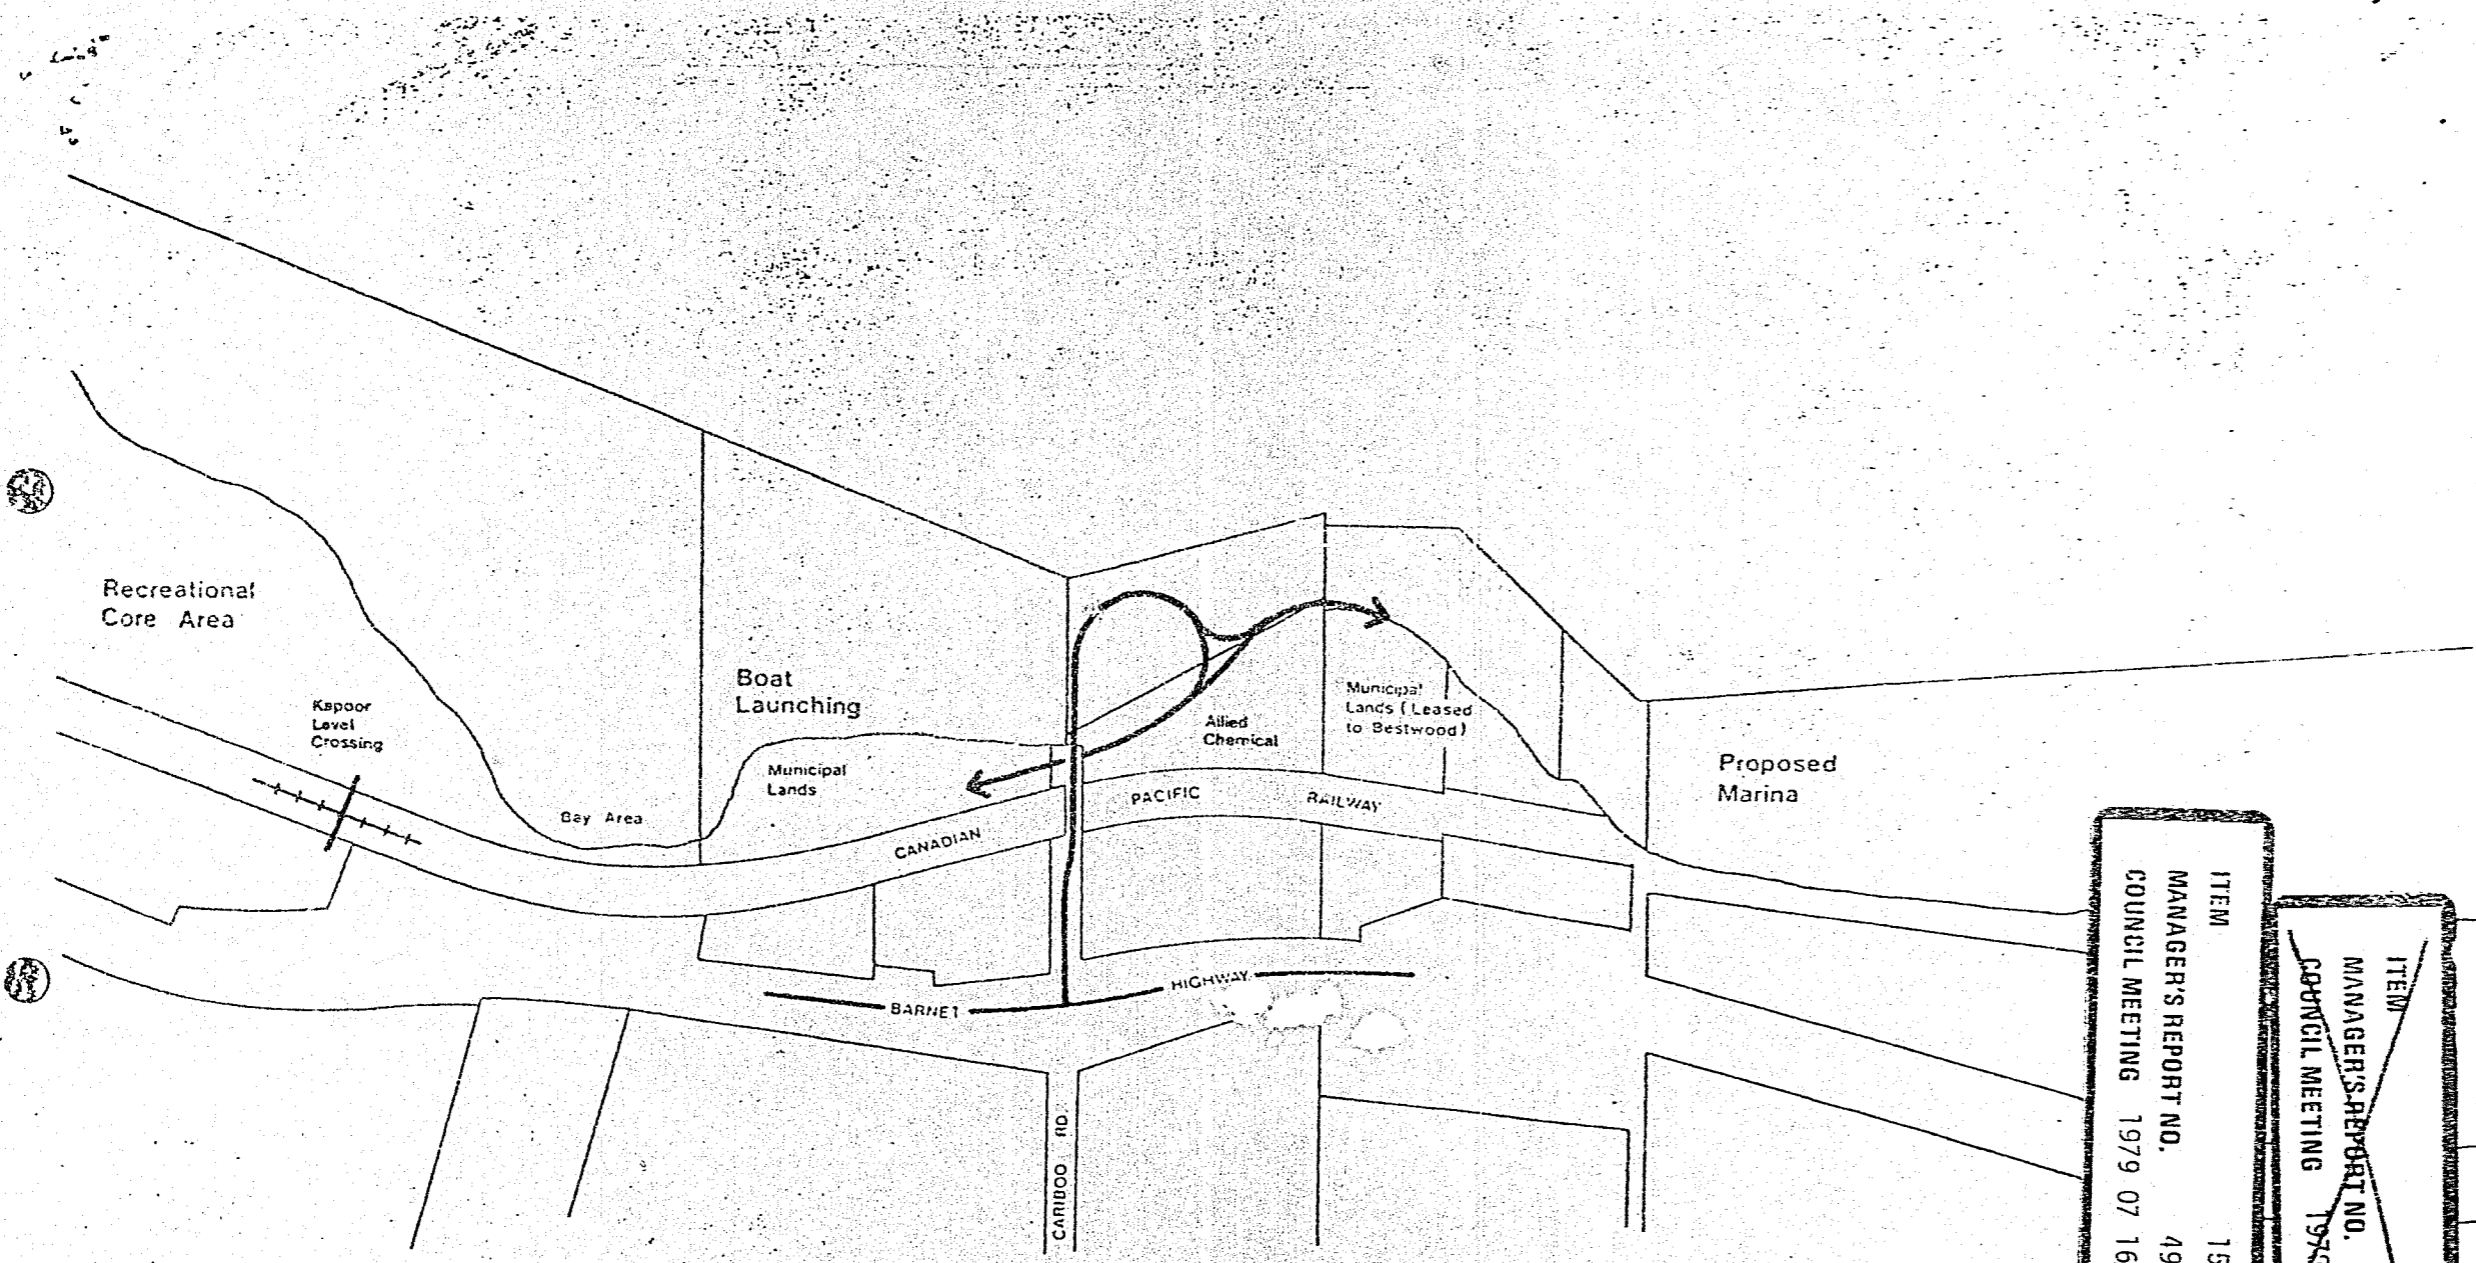 Recreational
Core Area
Kapoor
Level
Crossing
Bay Area
Boat
Launching
Municipal
Lands
Allied
Chemical
Municipal
Lands (Leased
to Bestwood)
Proposed
Marina
CANADIAN PACIFIC RAILWAY
BARNET HIGHWAY
CARIBOO RD.
ITEM 15
MANAGER'S REPORT NO. 49
COUNCIL MEETING 1979 07 16
ITEM
MANAGER'S REPORT NO.
COUNCIL MEETING